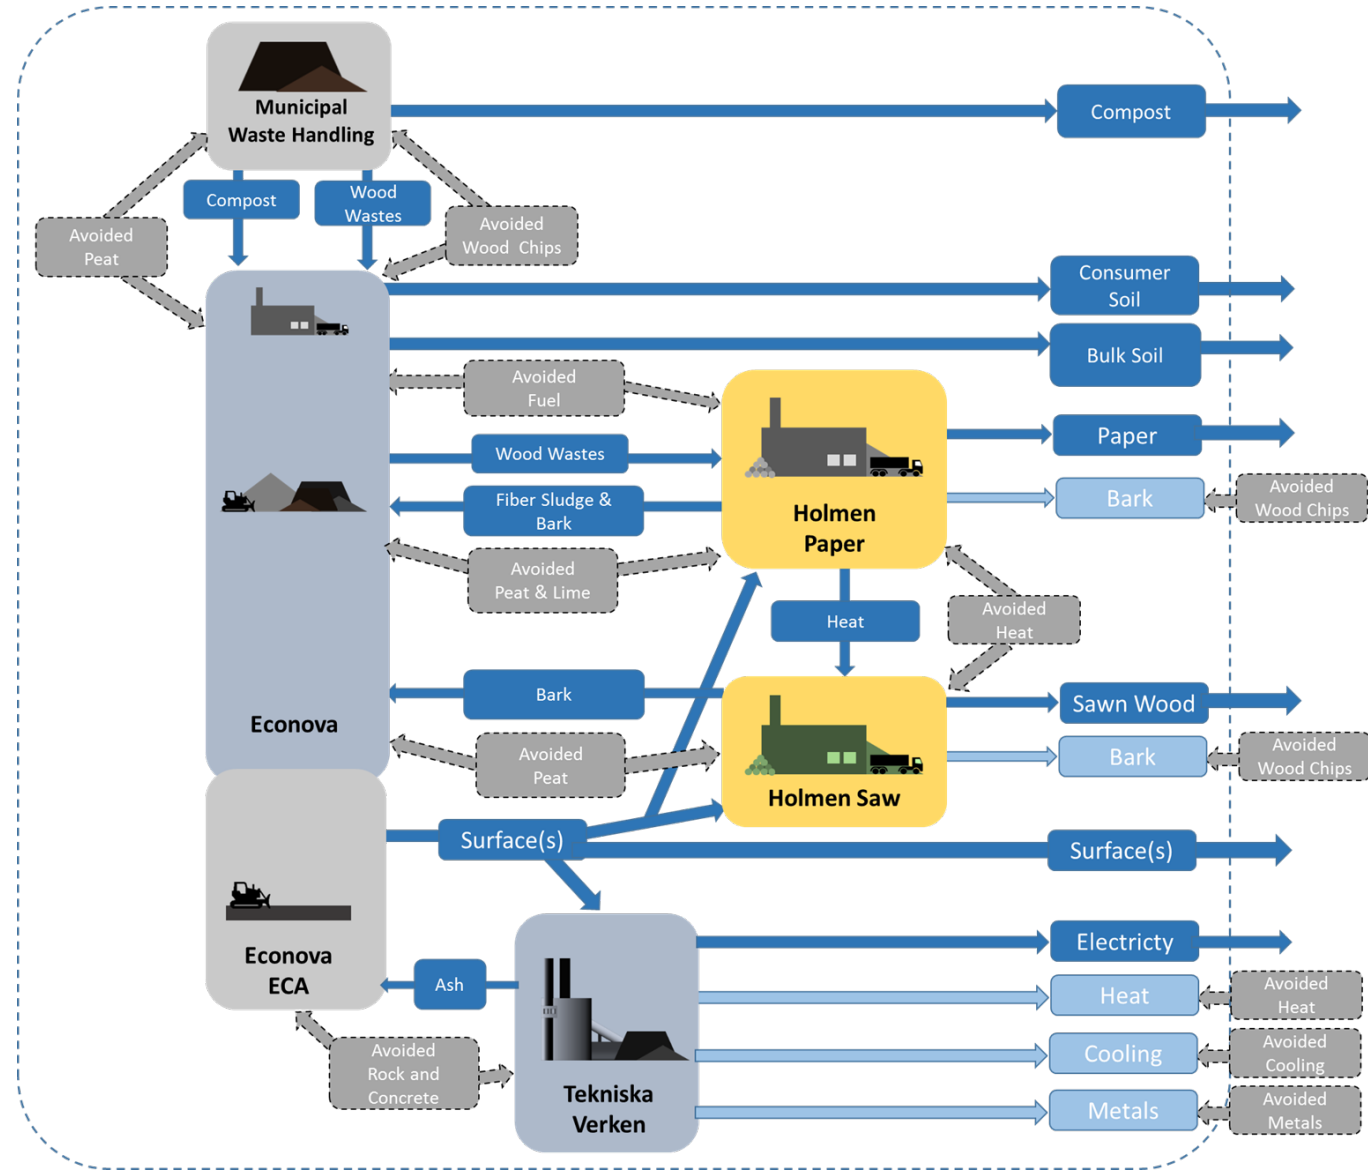 Municipal
Waste Handling
Compost
Compost
Wood
Wastes
Avoided
Peat
Avoided
Wood Chips
Consumer
Soil
Bulk Soil
Avoided
Fuel
Wood Wastes
Fiber Sludge &
Bark
Avoided
Peat & Lime
Holmen
Paper
Paper
Bark
Avoided
Wood Chips
Heat
Avoided
Heat
Econova
Bark
Avoided
Peat
Holmen Saw
Sawn Wood
Bark
Avoided
Wood Chips
Surface(s)
Surface(s)
Econova
ECA
Ash
Avoided
Rock and
Concrete
Tekniska
Verken
Electricty
Heat
Avoided
Heat
Cooling
Avoided
Cooling
Metals
Avoided
Metals